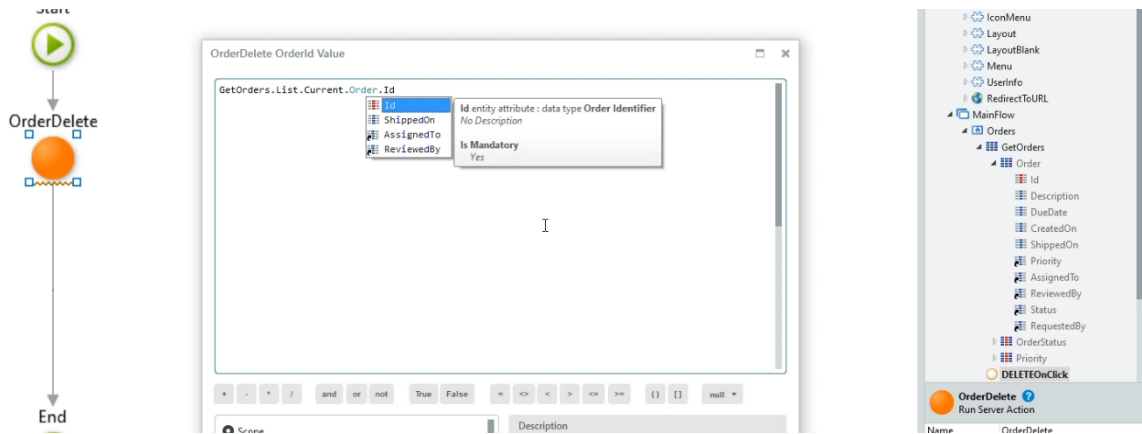 Start
OrderDelete
End
OrderDelete OrderId Value
GetOrders.List.Current.Order.Id
Id
ShippedOn
AssignedTo
ReviewedBy
Id entity attribute : data type Order Identifier
No Description
Is Mandatory
Yes
+ - * / and or not True False = <> < > <= >= () [] null
Scope
Description
IconMenu
Layout
LayoutBlank
Menu
UserInfo
RedirectToURL
MainFlow
Orders
GetOrders
Order
Id
Description
DueDate
CreatedOn
ShippedOn
Priority
AssignedTo
ReviewedBy
Status
RequestedBy
OrderStatus
Priority
DELETEOnClick
OrderDelete ?
Run Server Action
Name OrderDelete